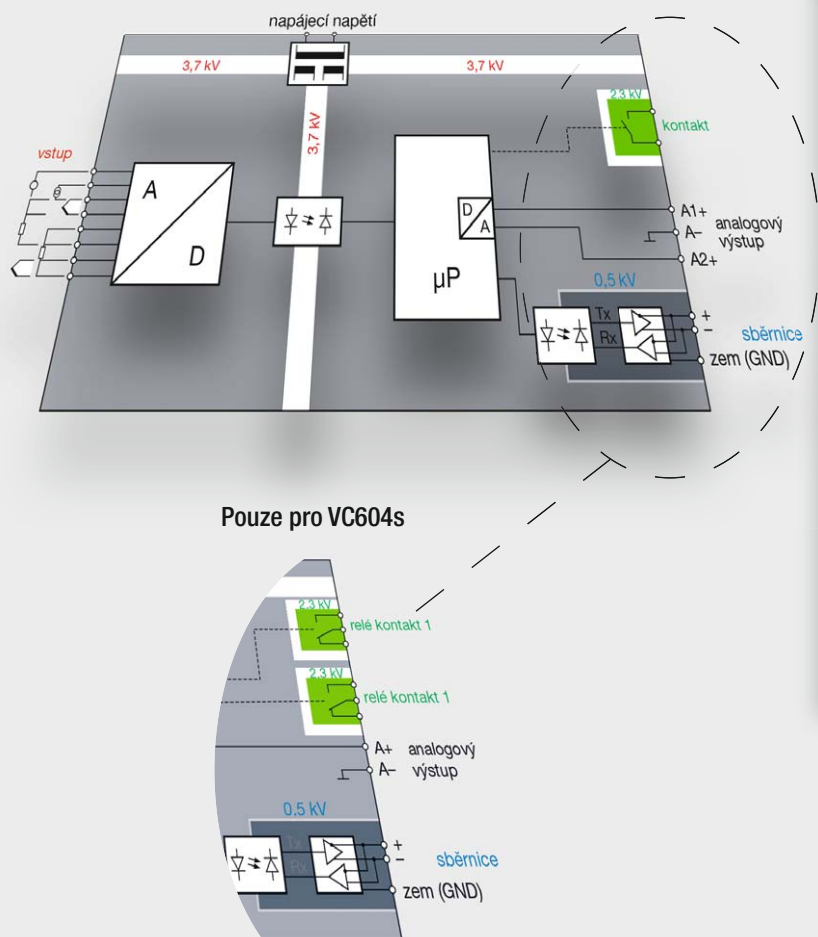 napájecí napětí
3,7 kV
3,7 kV
3,7 kV
2,3 kV
kontakt
vstup
A
D
D
A
µP
A1+
A−
analogový
výstup
A2+
0,5 kV
Tx
Rx
+
−
sběrnice
zem (GND)
Pouze pro VC604s
2,3 kV
relé kontakt 1
2,3 kV
relé kontakt 1
A+
analogový
A−
výstup
0,5 kV
Tx
Rx
+
−
sběrnice
zem (GND)